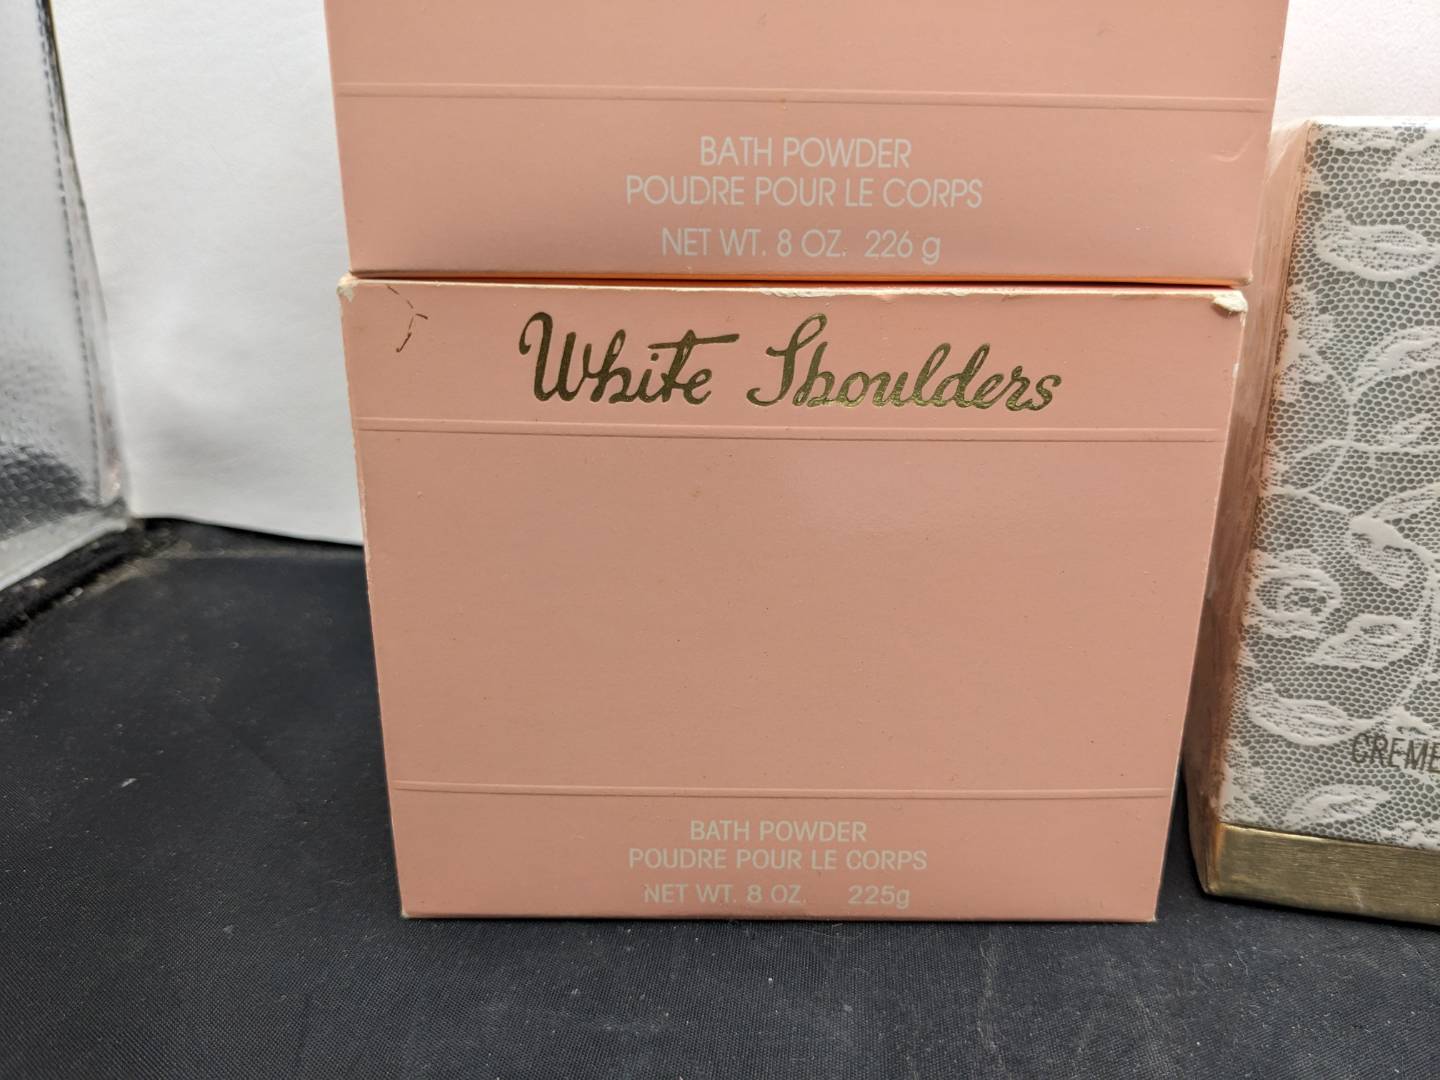 BATH POWDER
POUDRE POUR LE CORPS
NET WT. 8 OZ. 226 g
White Shoulders
BATH POWDER
POUDRE POUR LE CORPS
NET WT. 8 OZ. 225g
CREME